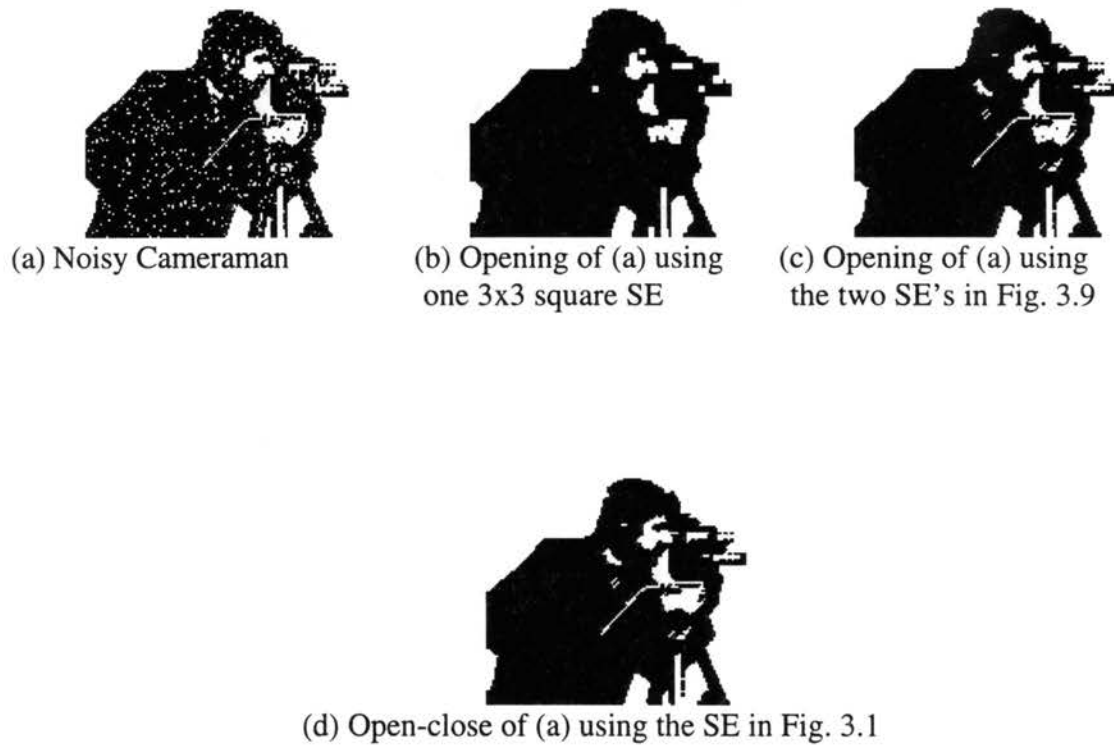 (a) Noisy Cameraman
(b) Opening of (a) using
one 3x3 square SE
(c) Opening of (a) using
the two SE's in Fig. 3.9
(d) Open-close of (a) using the SE in Fig. 3.1